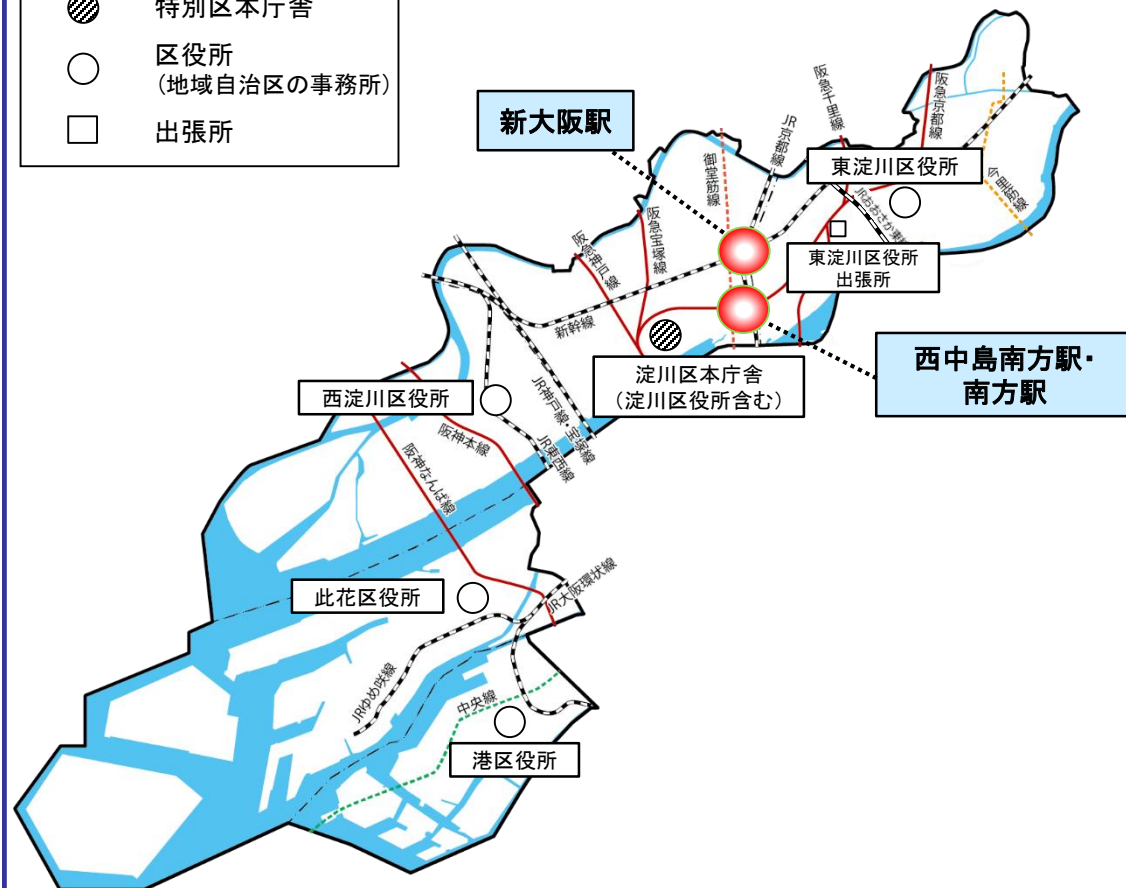 特別区本庁舎
区役所
(地域自治区の事務所)
出張所
新大阪駅
阪急千里線
阪急京都線
JR京都線
御堂筋線
東淀川区役所
今里筋線
JRおおさか東線
阪急宝塚線
阪急神戸線
東淀川区役所
出張所
新幹線
西中島南方駅・
南方駅
淀川区本庁舎
(淀川区役所含む)
西淀川区役所
JR神戸線・宝塚線
阪神本線
JR東西線
阪神なんば線
此花区役所
JR大阪環状線
JRゆめ咲線
中央線
港区役所